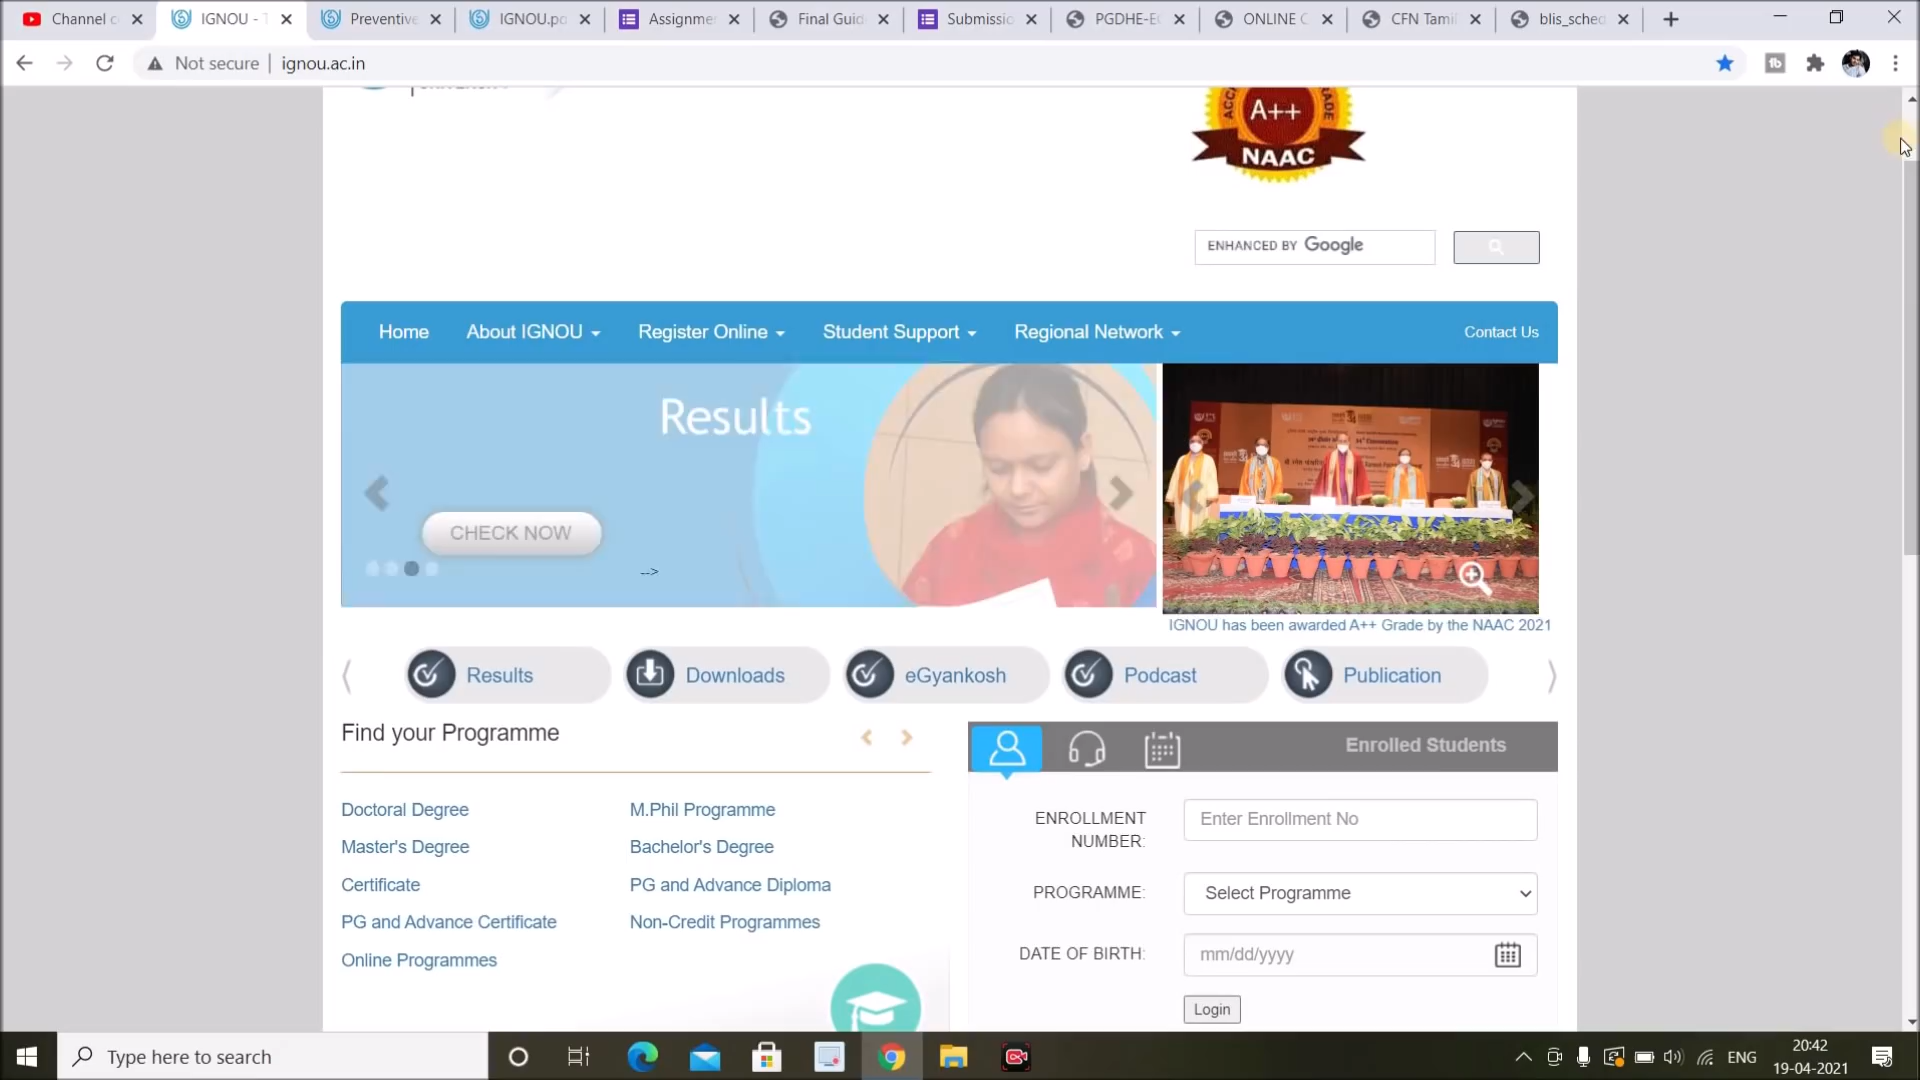 Channel c
IGNOU - T
Preventive
IGNOU.po
Assignme
Final Guid
Submissio
PGDHE-E
ONLINE C
CFN Tamil
blis_sched
Not secure | ignou.ac.in
A++
NAAC
ENHANCED BY Google
Home
About IGNOU
Register Online
Student Support
Regional Network
Contact Us
Results
CHECK NOW
-->
IGNOU has been awarded A++ Grade by the NAAC 2021
Results
Downloads
eGyankosh
Podcast
Publication
Find your Programme
Enrolled Students
Doctoral Degree
M.Phil Programme
Master's Degree
Bachelor's Degree
Certificate
PG and Advance Diploma
PG and Advance Certificate
Non-Credit Programmes
Online Programmes
ENROLLMENT
NUMBER:
Enter Enrollment No
PROGRAMME:
Select Programme
DATE OF BIRTH:
mm/dd/yyyy
Login
Type here to search
ENG
20:42
19-04-2021